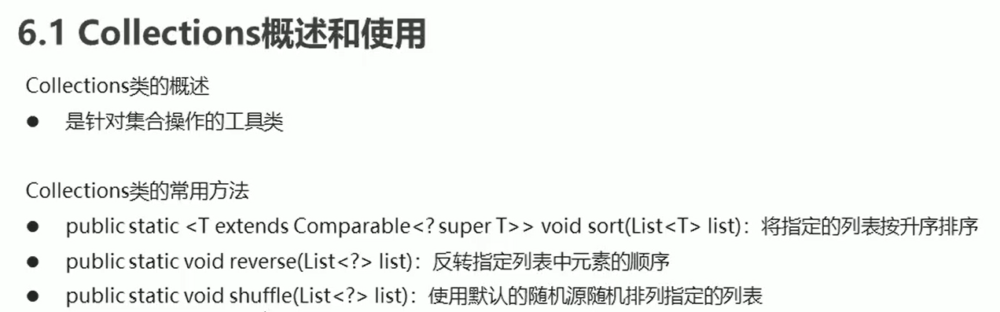 6.1 Collections概述和使用
Collections类的概述
● 是针对集合操作的工具类
Collections类的常用方法
● public static <T extends Comparable<? super T>> void sort(List<T> list)：将指定的列表按升序排序
● public static void reverse(List<?> list)：反转指定列表中元素的顺序
● public static void shuffle(List<?> list)：使用默认的随机源随机排列指定的列表